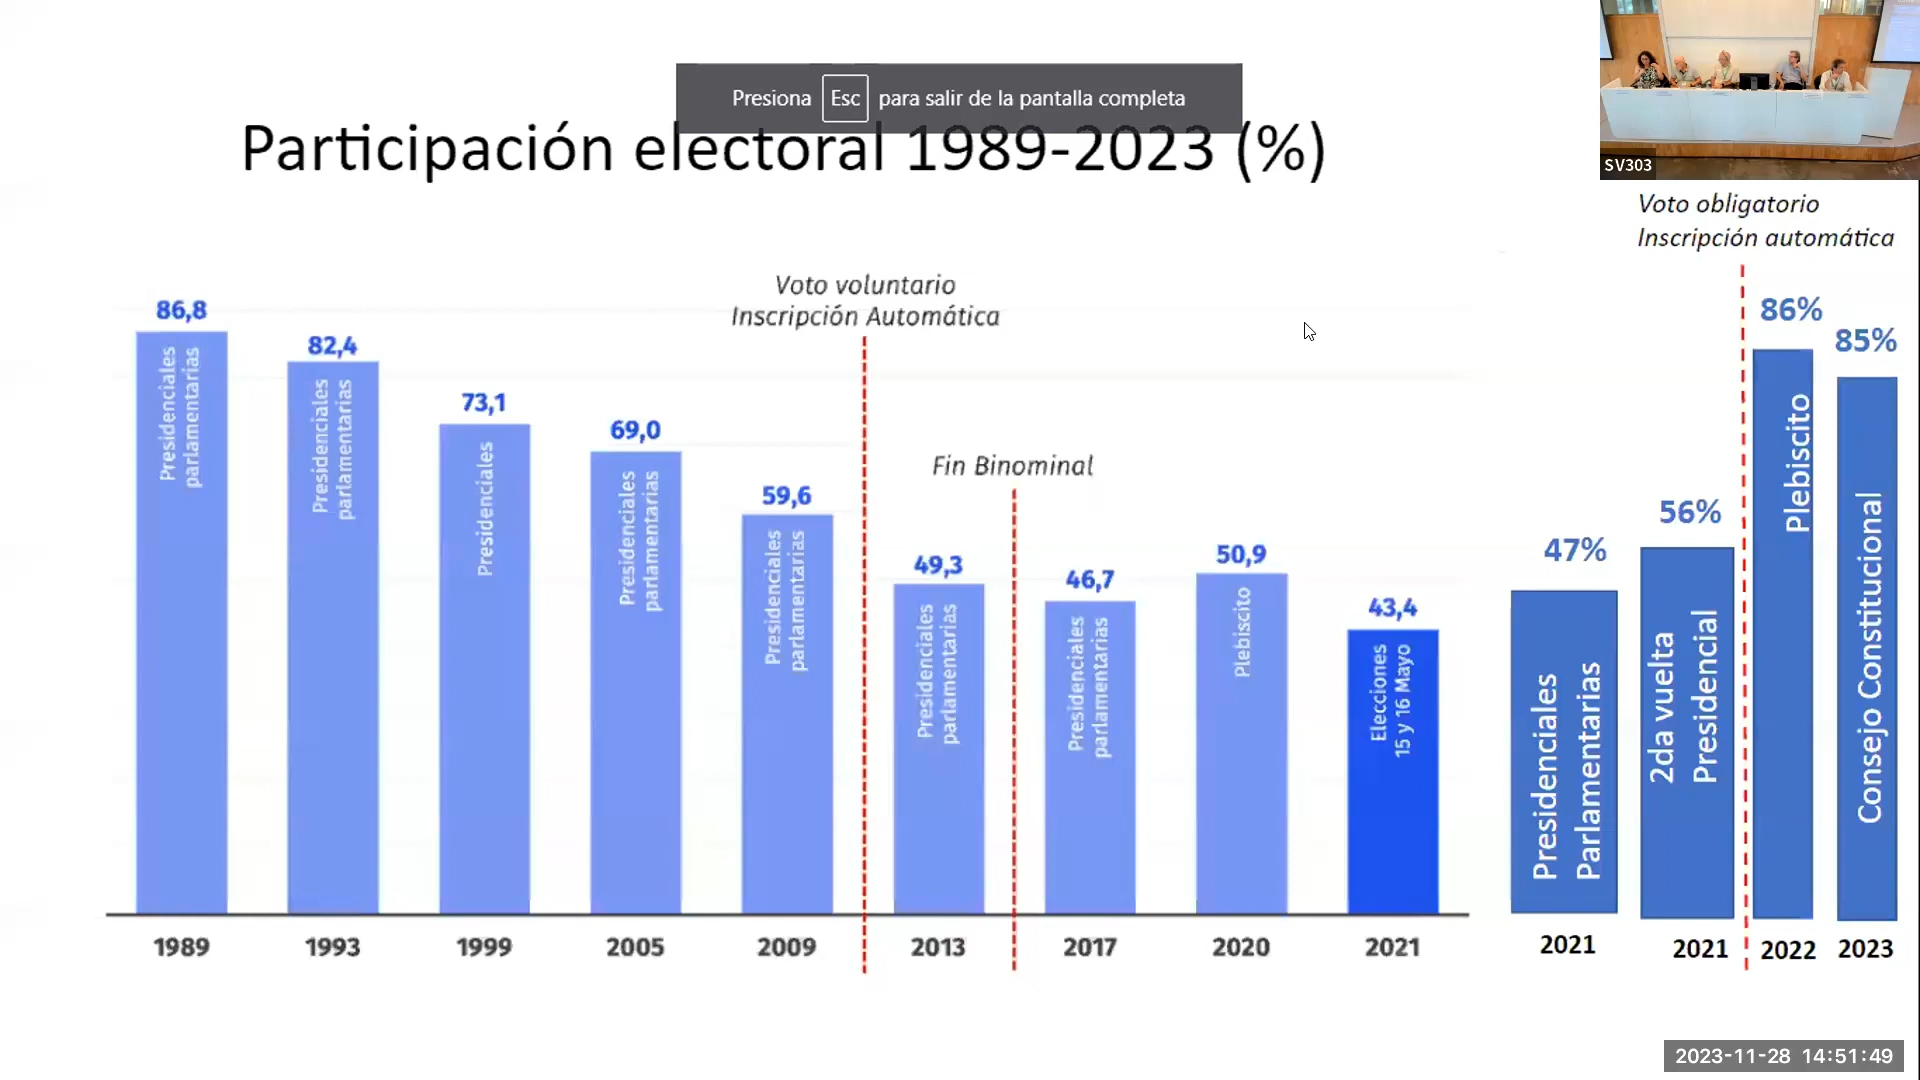 Presiona Esc para salir de la pantalla completa
Participación electoral 1989-2023 (%)
SV303
Voto obligatorio
Inscripción automática
Voto voluntario
Inscripción Automática
Fin Binominal
86,8
82,4
73,1
69,0
59,6
49,3
46,7
50,9
43,4
47%
56%
86%
85%
Presidenciales
parlamentarias
Presidenciales
parlamentarias
Presidenciales
Presidenciales
parlamentarias
Presidenciales
parlamentarias
Presidenciales
parlamentarias
Presidenciales
parlamentarias
Plebiscito
Elecciones
15 y 16 Mayo
Presidenciales
Parlamentarias
2da vuelta
Presidencial
Plebiscito
Consejo Constitucional
1989
1993
1999
2005
2009
2013
2017
2020
2021
2021
2021
2022
2023
2023-11-28 14:51:49